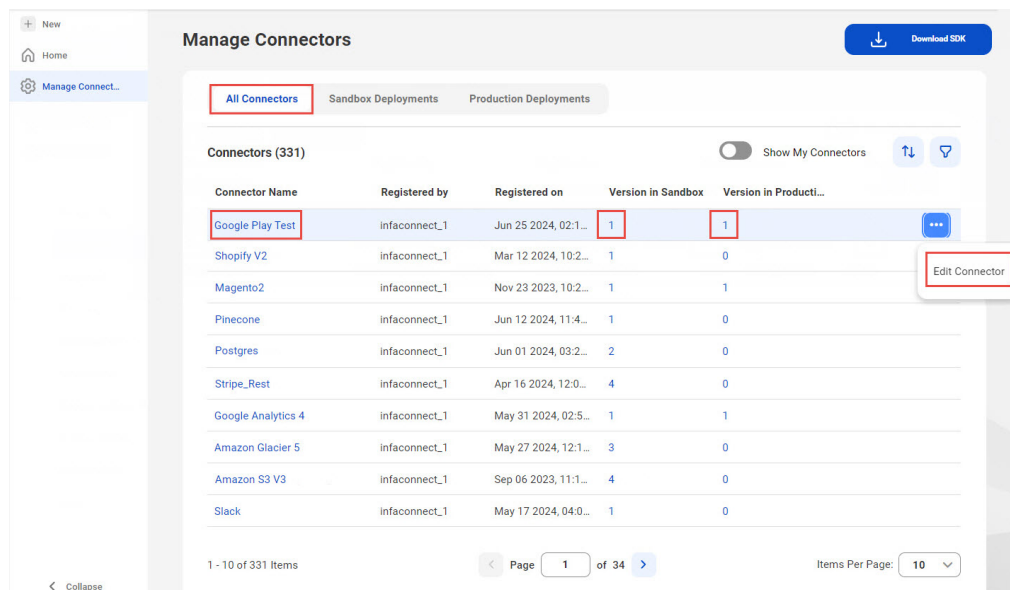 New
Home
Manage Connect...
Collapse
Manage Connectors
Download SDK
All Connectors Sandbox Deployments Production Deployments
Connectors (331)
Show My Connectors
Connector Name Registered by Registered on Version in Sandbox Version in Producti...
Google Play Test infaconnect_1 Jun 25 2024, 02:1... 1 1
Edit Connector
Shopify V2 infaconnect_1 Mar 12 2024, 10:2... 1 0
Magento2 infaconnect_1 Nov 23 2023, 10:2... 1 1
Pinecone infaconnect_1 Jun 12 2024, 11:4... 1 0
Postgres infaconnect_1 Jun 01 2024, 03:2... 2 0
Stripe_Rest infaconnect_1 Apr 16 2024, 12:0... 4 0
Google Analytics 4 infaconnect_1 May 31 2024, 02:5... 1 1
Amazon Glacier 5 infaconnect_1 May 27 2024, 12:1... 3 0
Amazon S3 V3 infaconnect_1 Sep 06 2023, 11:1... 4 0
Slack infaconnect_1 May 17 2024, 04:0... 1 0
1 - 10 of 331 Items
Page 1 of 34
Items Per Page: 10